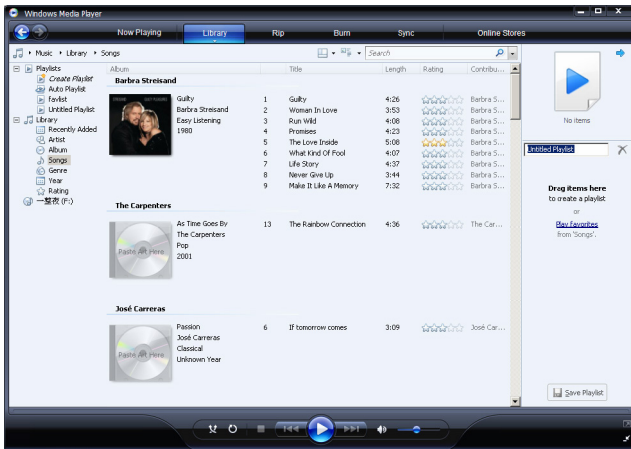 Windows Media Player
Now Playing Library Rip Burn Sync Online Stores
Music Library Songs Search
Playlists
Create Playlist
Auto Playlist
favlist
Untitled Playlist
Library
Recently Added
Artist
Album
Songs
Genre
Year
Rating
一整夜 (F:)
Album Title Length Rating Contribu...
Barbra Streisand
Guilty
Barbra Streisand
Easy Listening
1980
1 Guilty 4:26 Barbra S...
2 Woman In Love 3:53 Barbra S...
3 Run Wild 4:08 Barbra S...
4 Promises 4:23 Barbra S...
5 The Love Inside 5:08 Barbra S...
6 What Kind Of Fool 4:07 Barbra S...
7 Life Story 4:37 Barbra S...
8 Never Give Up 3:44 Barbra S...
9 Make It Like A Memory 7:32 Barbra S...
The Carpenters
Paste Art Here
As Time Goes By
The Carpenters
Pop
2001
13 The Rainbow Connection 4:36 The Car...
José Carreras
Paste Art Here
Passion
José Carreras
Classical
Unknown Year
6 If tomorrow comes 3:09 José Car...
No items
Untitled Playlist
Drag items here
to create a playlist
or
Play favorites
from 'Songs'.
Save Playlist